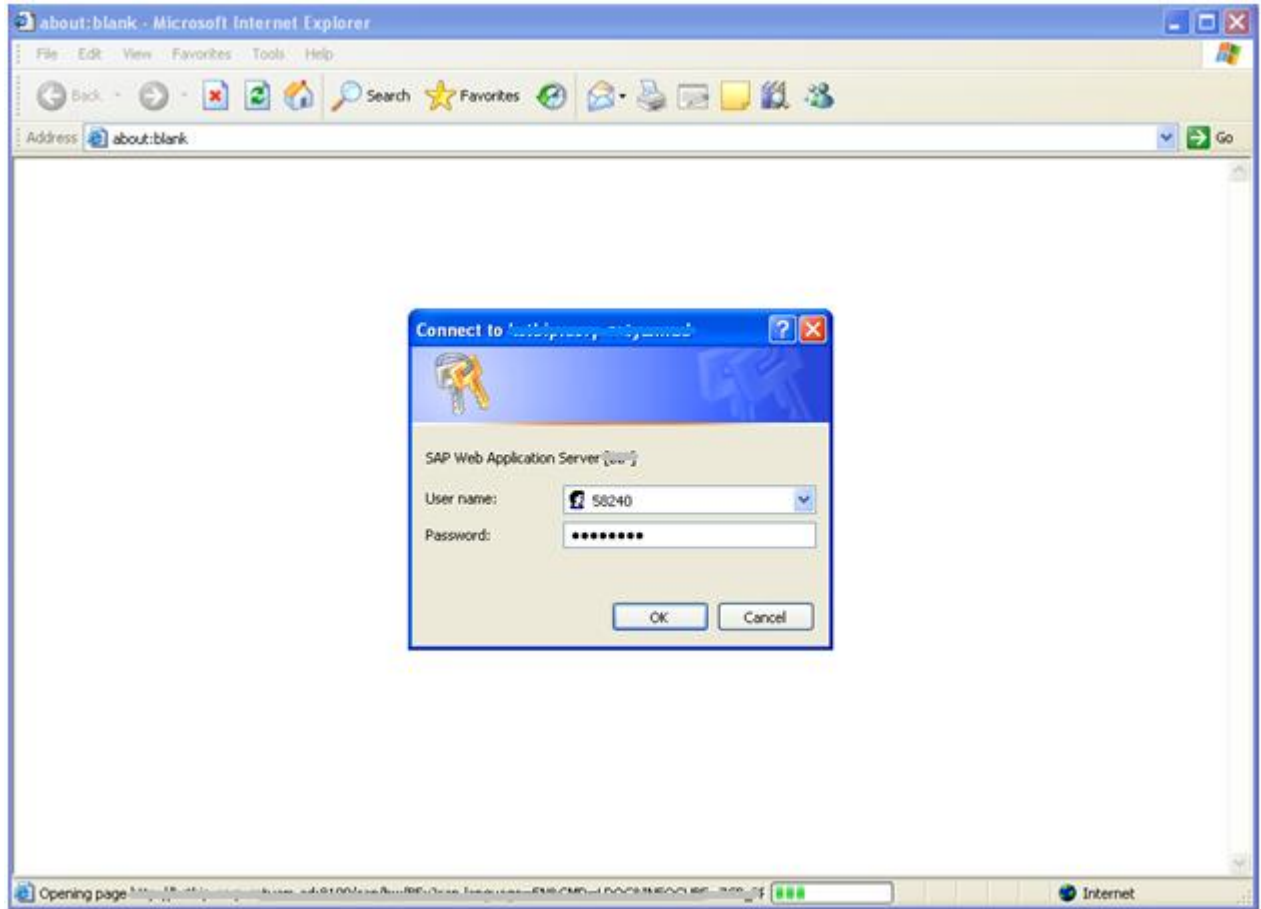 about:blank - Microsoft Internet Explorer
File Edit View Favorites Tools Help
Back Search Favorites
Address about:blank Go
Connect to
SAP Web Application Server
User name: 58240
Password: ••••••••
OK Cancel
Opening page Internet